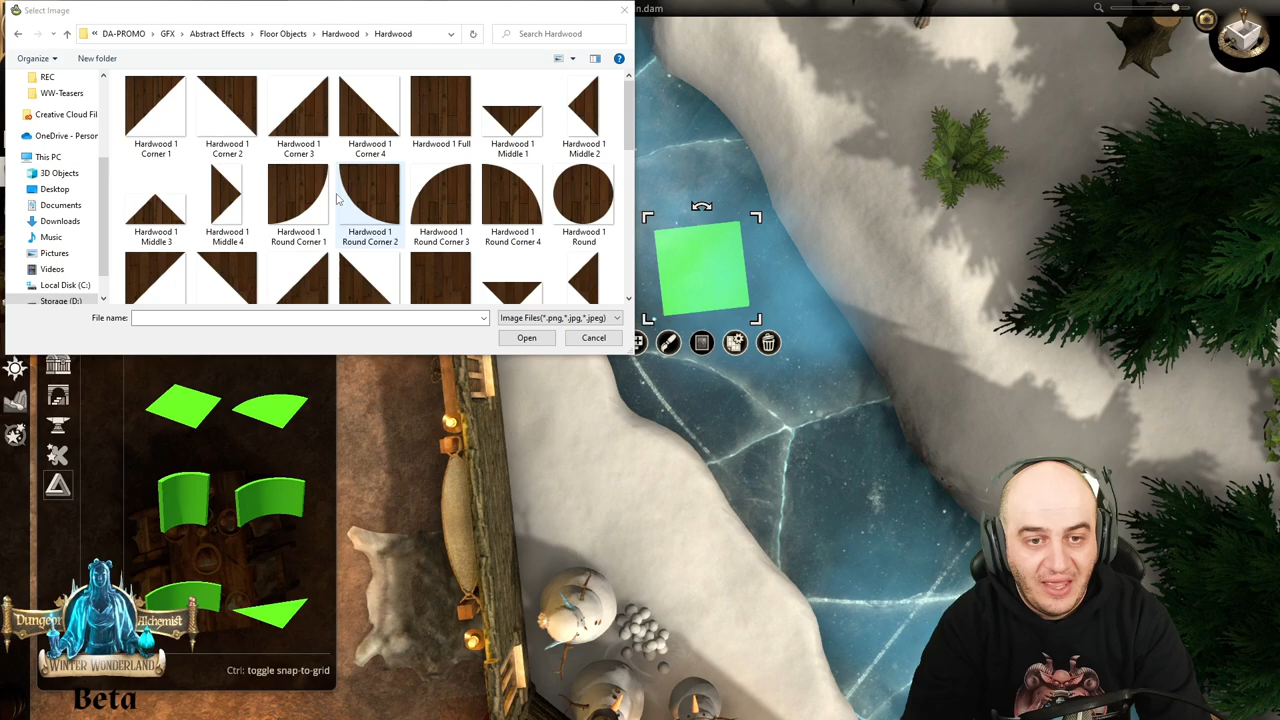 Select Image
n.dam
« DA-PROMO › GFX › Abstract Effects › Floor Objects › Hardwood › Hardwood
Search Hardwood
Organize
New folder
REC
WW-Teasers
Creative Cloud Fil
OneDrive - Person
This PC
3D Objects
Desktop
Documents
Downloads
Music
Pictures
Videos
Local Disk (C:)
Storage (D:)
Hardwood 1 Corner 1
Hardwood 1 Corner 2
Hardwood 1 Corner 3
Hardwood 1 Corner 4
Hardwood 1 Full
Hardwood 1 Middle 1
Hardwood 1 Middle 2
Hardwood 1 Middle 3
Hardwood 1 Middle 4
Hardwood 1 Round Corner 1
Hardwood 1 Round Corner 2
Hardwood 1 Round Corner 3
Hardwood 1 Round Corner 4
Hardwood 1 Round
File name:
Image Files(*.png,*.jpg,*.jpeg)
Open
Cancel
Dungeon Alchemist
WINTER WONDERLAND
Ctrl: toggle snap-to-grid
Beta